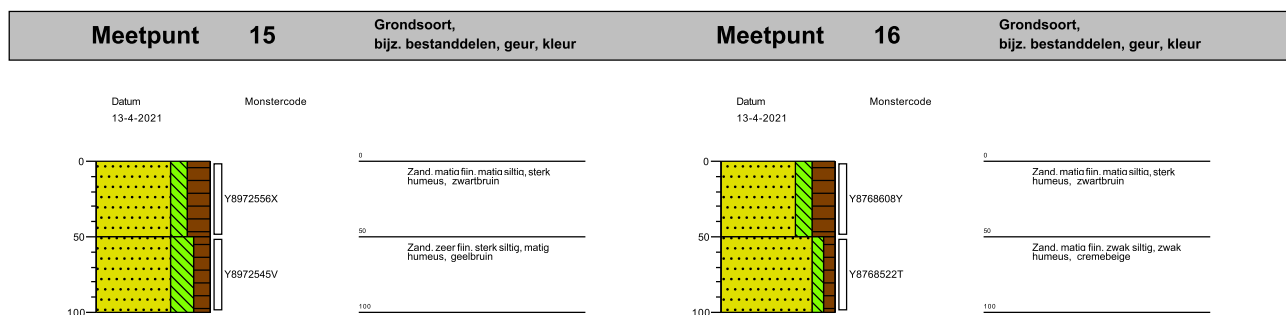 Meetpunt 15
Grondsoort,
bijz. bestanddelen, geur, kleur
Datum
Monstercode
13-4-2021
0
Y8972556X
50
Y8972545V
100
0
Zand, matig fijn, matig siltig, sterk
humeus, zwartbruin
50
Zand, zeer fijn, sterk siltig, matig
humeus, geelbruin
100
Meetpunt 16
Grondsoort,
bijz. bestanddelen, geur, kleur
Datum
Monstercode
13-4-2021
0
Y8768608Y
50
Y8768522T
100
0
Zand, matig fijn, matig siltig, sterk
humeus, zwartbruin
50
Zand, matig fijn, zwak siltig, zwak
humeus, cremebeige
100